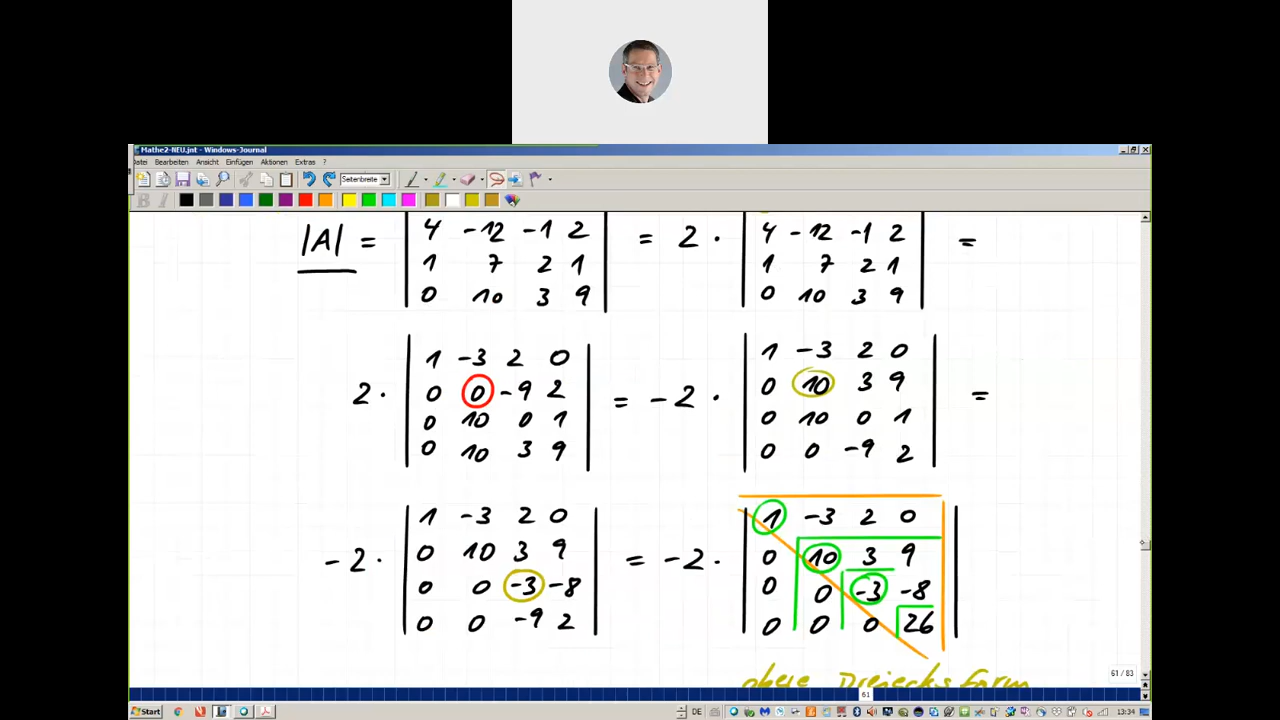 Mathe2-NEU.jnt - Windows-Journal
Datei Bearbeiten Ansicht Einfügen Aktionen Extras ?
Seitenbreite
|A| = | 4 -12 -1 2 | = 2 · | 4 -12 -1 2 | =
| 1 7 2 1 | | 1 7 2 1 |
| 0 10 3 9 | | 0 10 3 9 |
| 1 -3 2 0 | | 1 -3 2 0 |
2 · | 0 0 -9 2 | = -2 · | 0 10 3 9 | =
| 0 10 0 1 | | 0 10 0 1 |
| 0 10 3 9 | | 0 0 -9 2 |
| 1 -3 2 0 | | 1 -3 2 0 |
-2 · | 0 10 3 9 | = -2 · | 0 10 3 9 |
| 0 0 -3 -8 | | 0 0 -3 -8 |
| 0 0 -9 2 | | 0 0 0 26 |
obere Dreiecksform
61 / 83
61
Start
DE
13:34